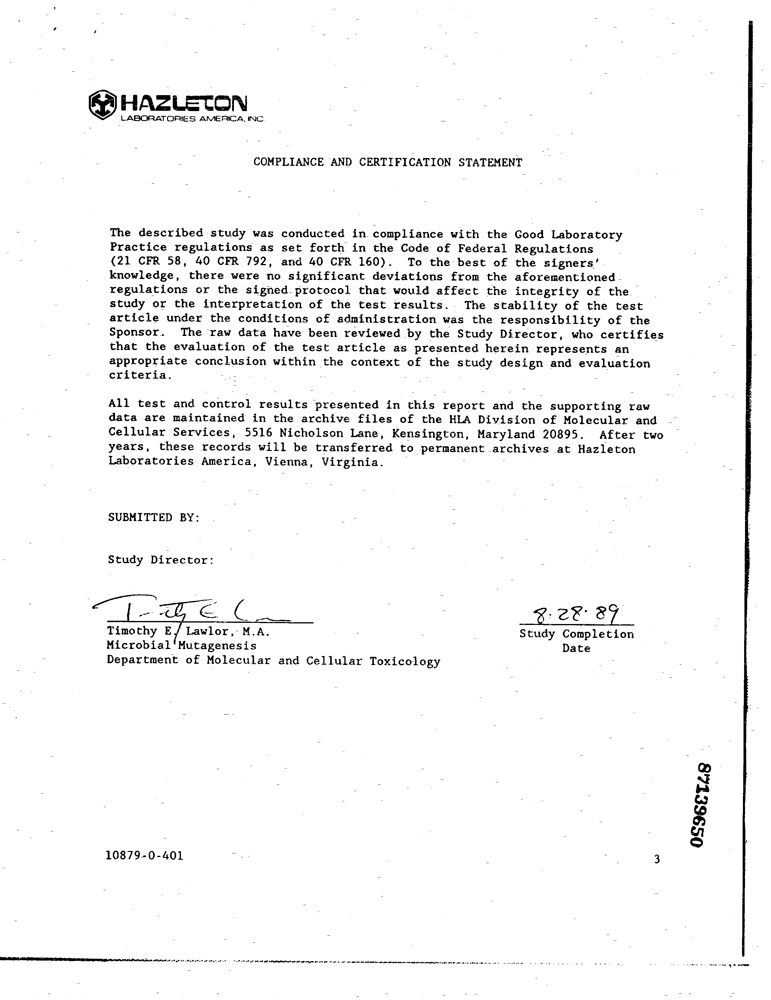 HAZLETON
LABORATORIES AMERICA, INC.
COMPLIANCE AND CERTIFICATION STATEMENT
The described study was conducted in compliance with the Good Laboratory
Practice regulations as set forth in the Code of Federal Regulations
(21 CFR 58, 40 CFR 792, and 40 CFR 160). To the best of the signers'
knowledge, there were no significant deviations from the aforementioned
regulations or the signed protocol that would affect the integrity of the
study or the interpretation of the test results. The stability of the test
article under the conditions of administration was the responsibility of the
Sponsor. The raw data have been reviewed by the Study Director, who certifies
that the evaluation of the test article as presented herein represents an
appropriate conclusion within the context of the study design and evaluation
criteria.
All test and control results presented in this report and the supporting raw
data are maintained in the archive files of the HLA Division of Molecular and
Cellular Services, 5516 Nicholson Lane, Kensington, Maryland 20895. After two
years, these records will be transferred to permanent archives at Hazleton
Laboratories America, Vienna, Virginia.
SUBMITTED BY:
Study Director:
8.28.89
Timothy E. Lawlor, M.A.
Study Completion
Microbial Mutagenesis
Date
Department of Molecular and Cellular Toxicology
87139650
10879-0-401
3